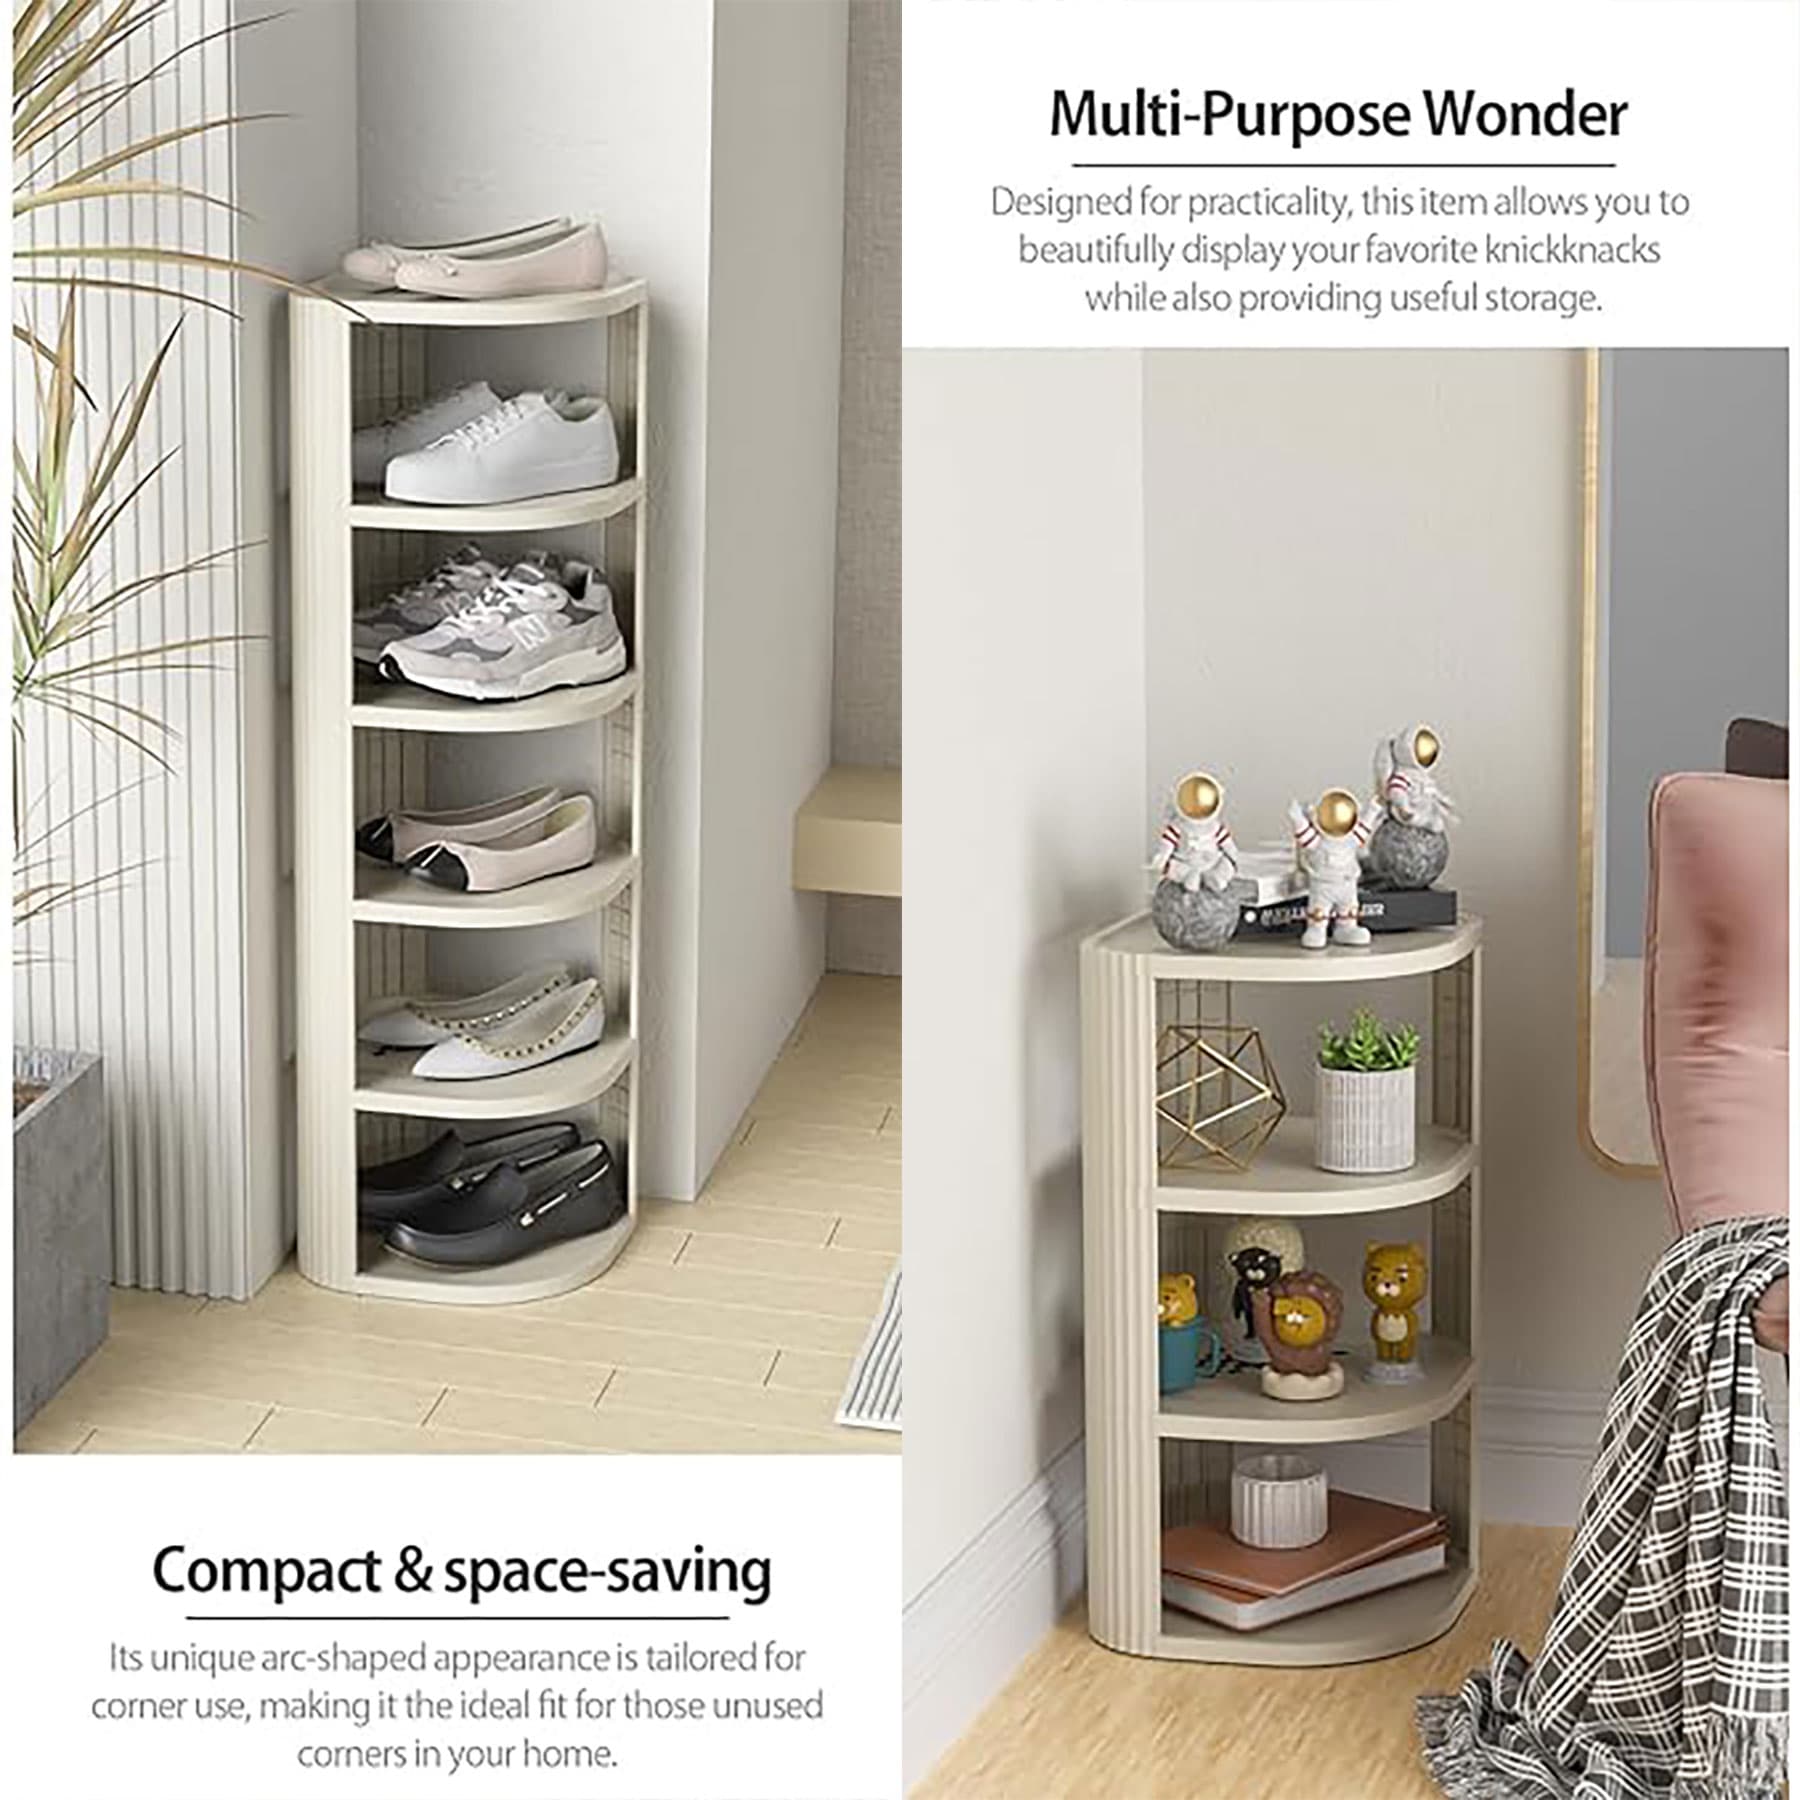 Multi-Purpose Wonder
Designed for practicality, this item allows you to
beautifully display your favorite knickknacks
while also providing useful storage.
N
Compact & space-saving
Its unique arc-shaped appearance is tailored for
corner use, making it the ideal fit for those unused
corners in your home.